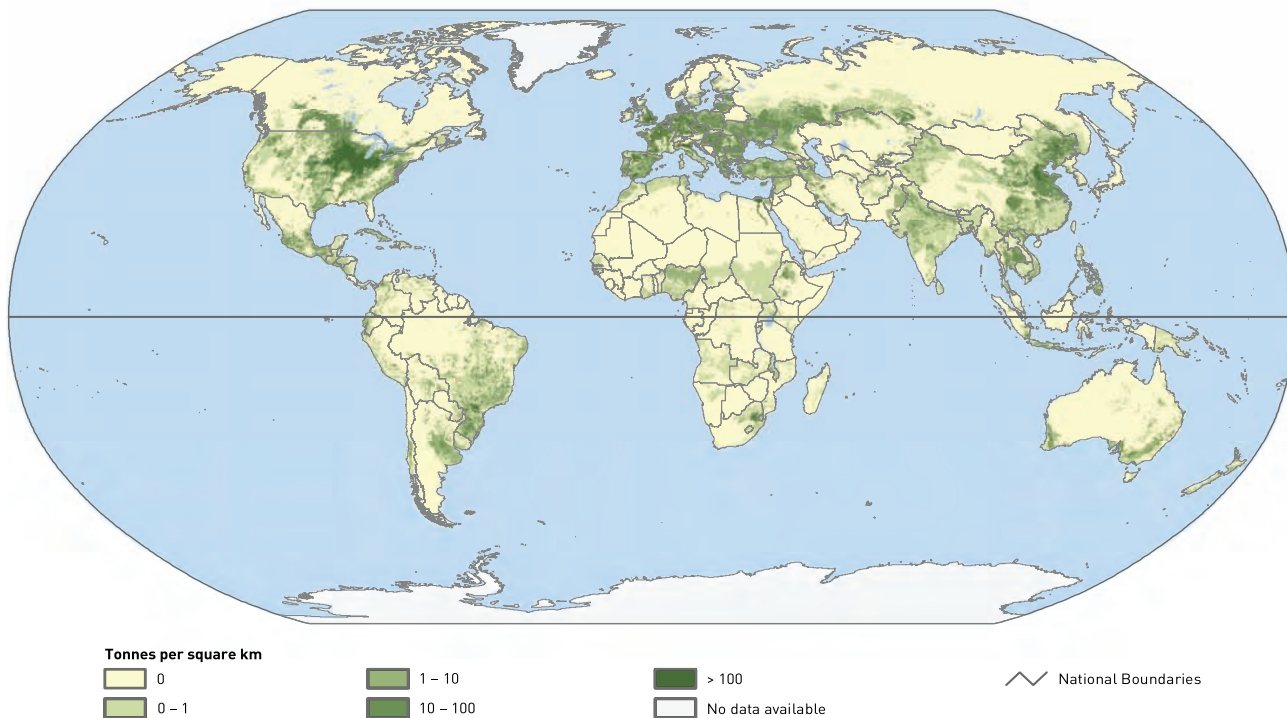 Tonnes per square km
0
0 – 1
1 – 10
10 – 100
> 100
No data available
National Boundaries